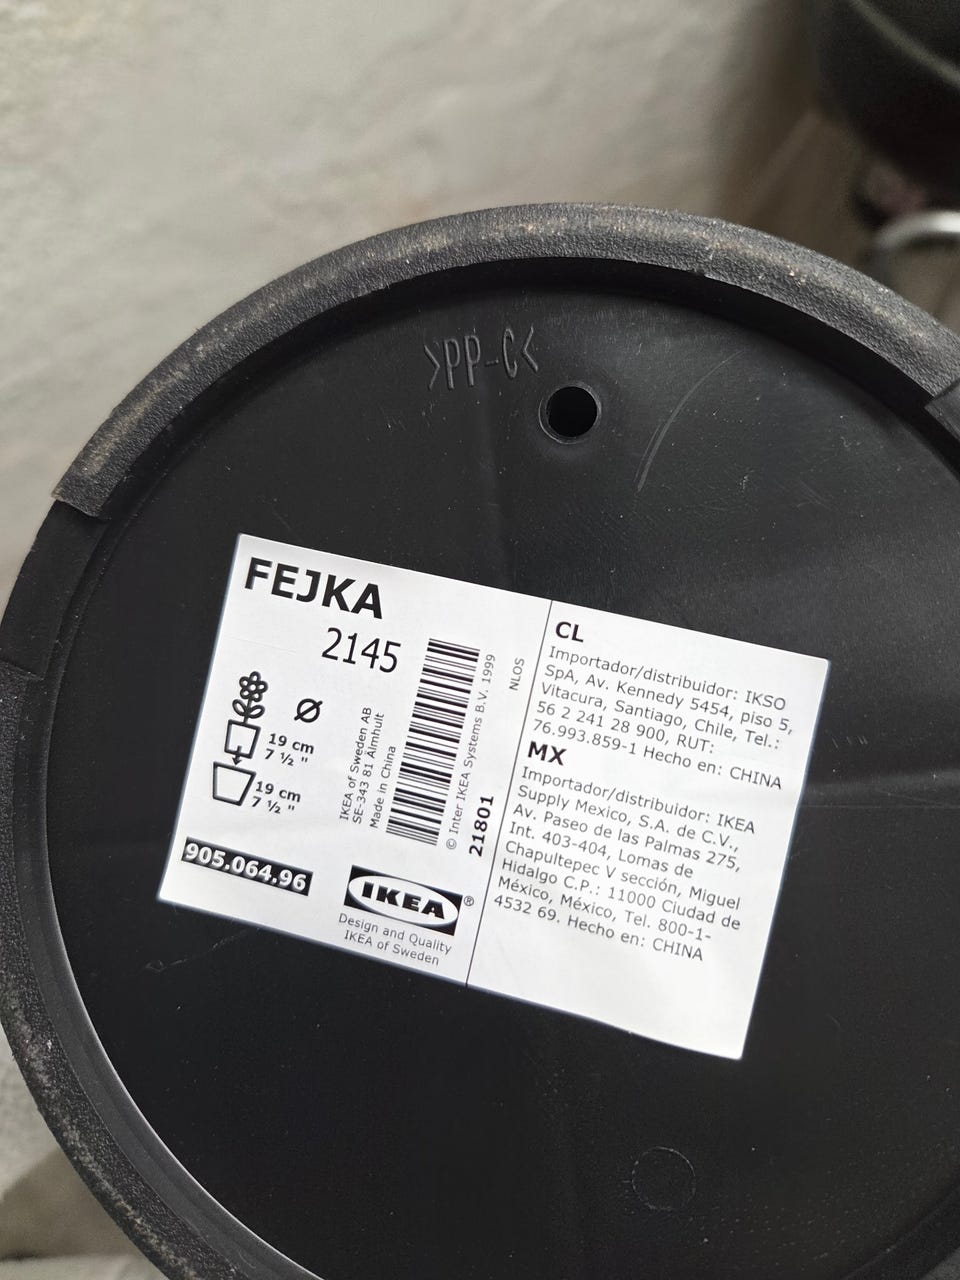 >PP-C<
FEJKA
2145
Ø
19 cm
7 ½ "
19 cm
7 ½ "
905.064.96
IKEA of Sweden AB
SE-343 81 Älmhult
Made in China
© Inter IKEA Systems B.V. 1999
21801
NLOS
IKEA®
Design and Quality
IKEA of Sweden
CL
Importador/distribuidor: IKSO
SpA, Av. Kennedy 5454, piso 5,
Vitacura, Santiago, Chile, Tel.:
56 2 241 28 900, RUT:
76.993.859-1 Hecho en: CHINA
MX
Importador/distribuidor: IKEA
Supply Mexico, S.A. de C.V.,
Av. Paseo de las Palmas 275,
Int. 403-404, Lomas de
Chapultepec V sección, Miguel
Hidalgo C.P.: 11000 Ciudad de
México, México, Tel. 800-1-
4532 69. Hecho en: CHINA